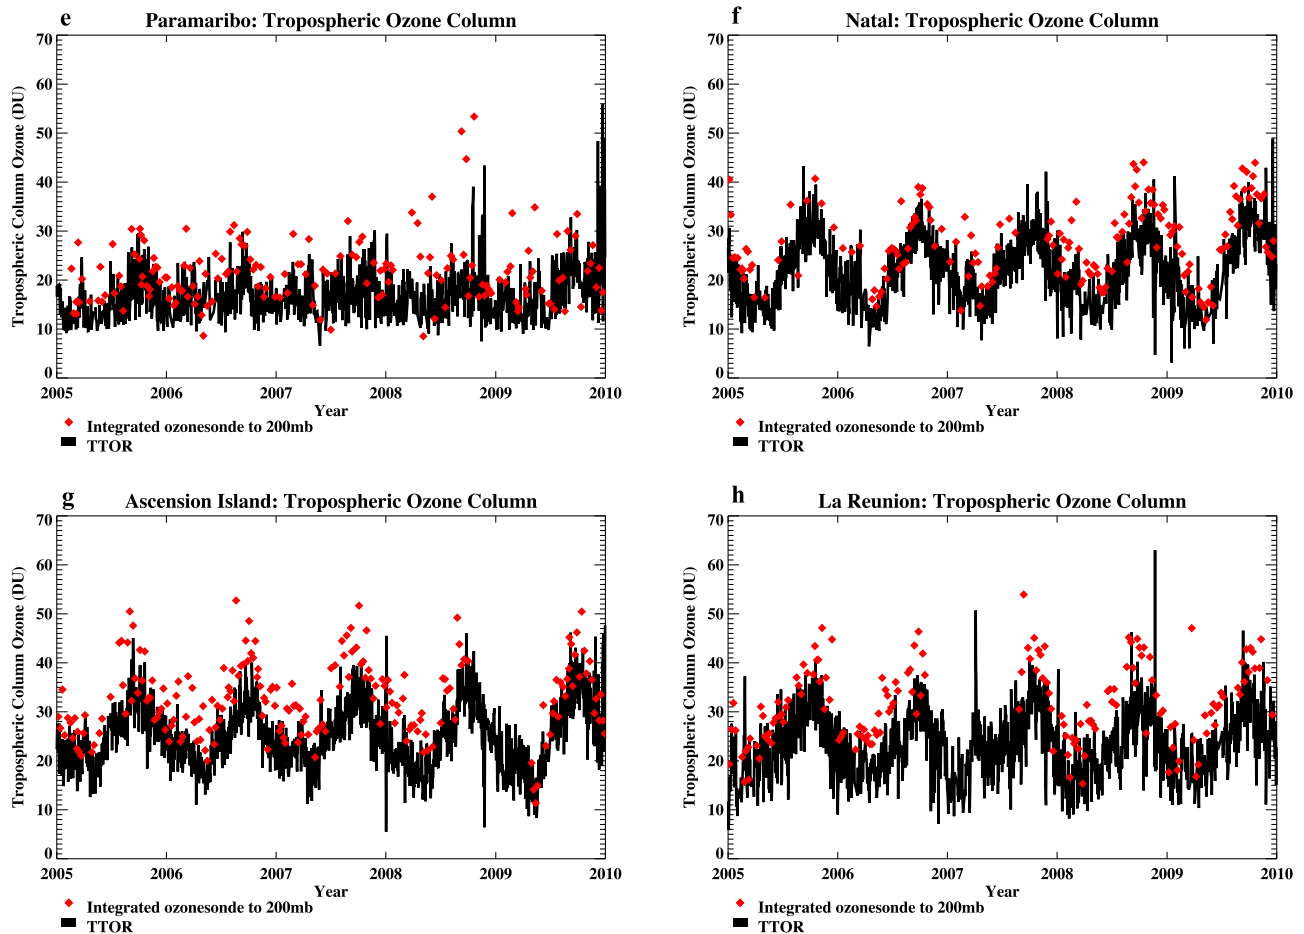 e
Paramaribo: Tropospheric Ozone Column
70
60
50
40
30
20
10
0
Tropospheric Column Ozone (DU)
2005 2006 2007 2008 2009 2010
Year
Integrated ozonesonde to 200mb
TTOR
f
Natal: Tropospheric Ozone Column
70
60
50
40
30
20
10
0
Tropospheric Column Ozone (DU)
2005 2006 2007 2008 2009 2010
Year
Integrated ozonesonde to 200mb
TTOR
g
Ascension Island: Tropospheric Ozone Column
70
60
50
40
30
20
10
0
Tropospheric Column Ozone (DU)
2005 2006 2007 2008 2009 2010
Year
Integrated ozonesonde to 200mb
TTOR
h
La Reunion: Tropospheric Ozone Column
70
60
50
40
30
20
10
0
Tropospheric Column Ozone (DU)
2005 2006 2007 2008 2009 2010
Year
Integrated ozonesonde to 200mb
TTOR